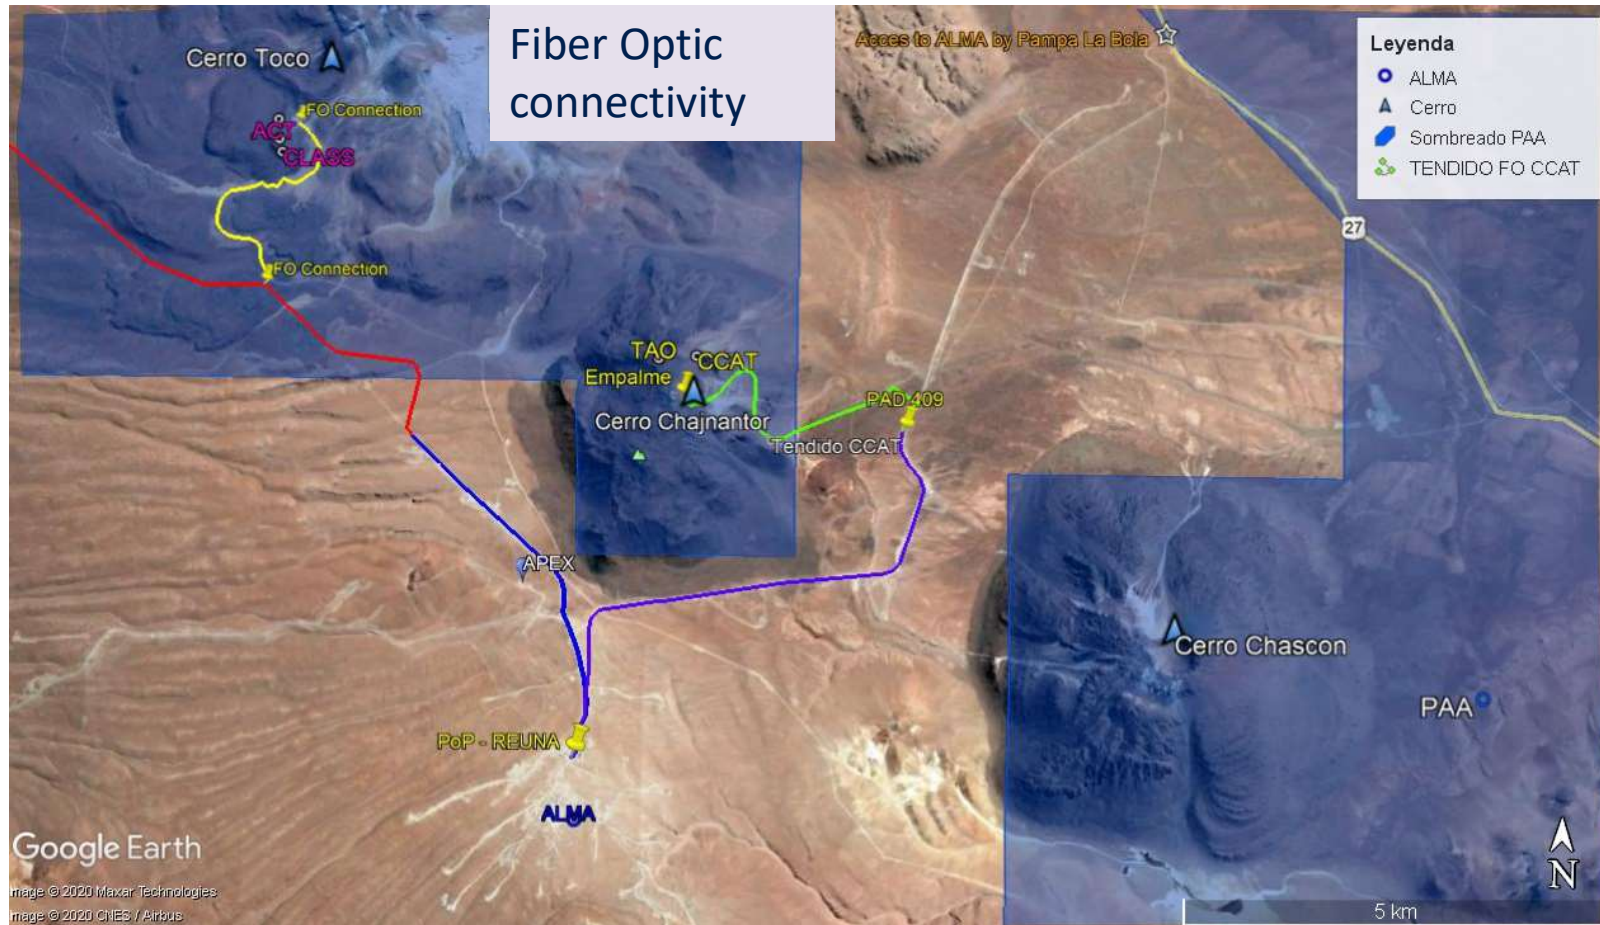 Fiber Optic
connectivity
Acces to ALMA by Pampa La Bola
Leyenda
ALMA
Cerro
Sombreado PAA
TENDIDO FO CCAT
27
Cerro Toco
FO Connection
ACT
CLASS
FO Connection
TAO
CCAT
Empalme
Cerro Chajnantor
PAD 409
Tendido CCAT
APEX
Cerro Chascon
PAA
PoP - REUNA
ALMA
Google Earth
mage © 2020 Maxar Technologies
mage © 2020 CNES / Airbus
N
5 km